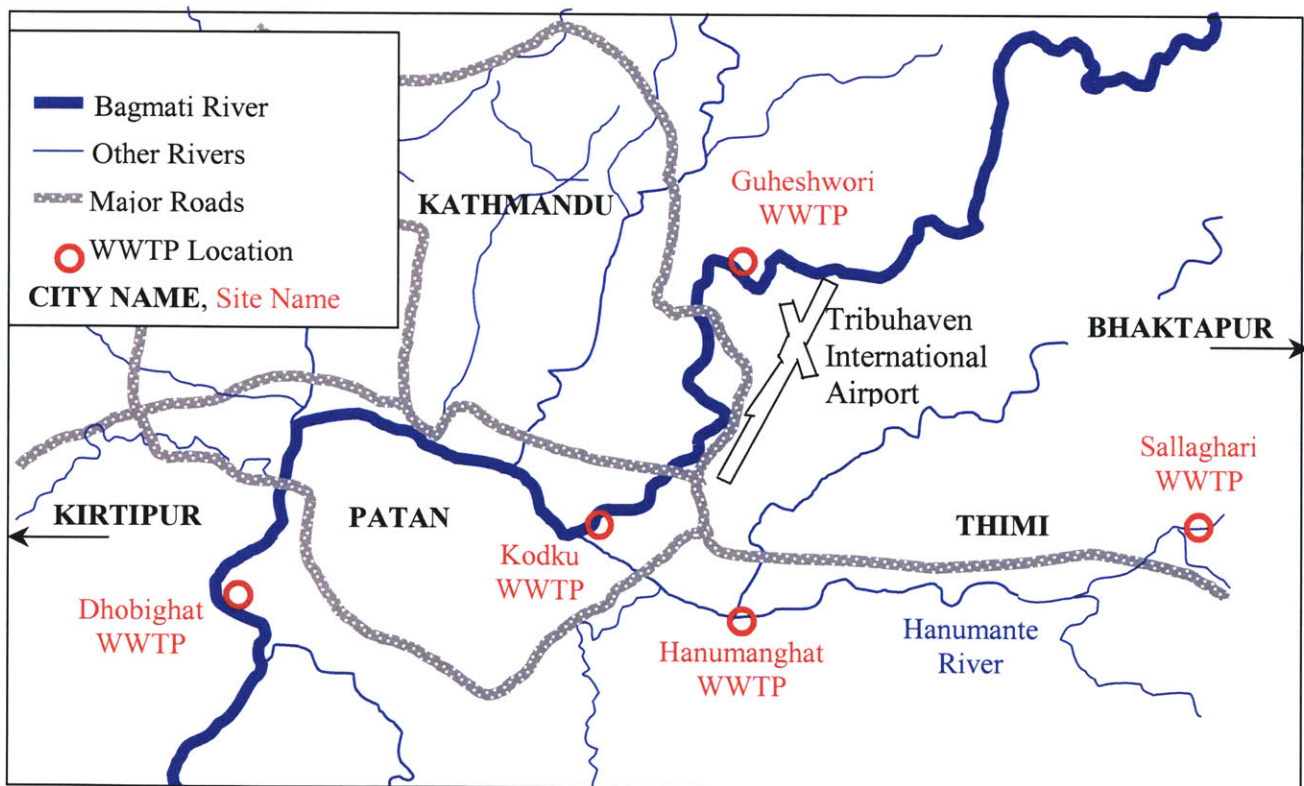 Bagmati River
Other Rivers
Major Roads
WWTP Location
CITY NAME, Site Name
KATHMANDU
Guheshwori
WWTP
Tribuhaven
International
Airport
BHAKTAPUR
Sallaghari
WWTP
KIRTIPUR
PATAN
THIMI
Kodku
WWTP
Dhobighat
WWTP
Hanumanghat
WWTP
Hanumante
River